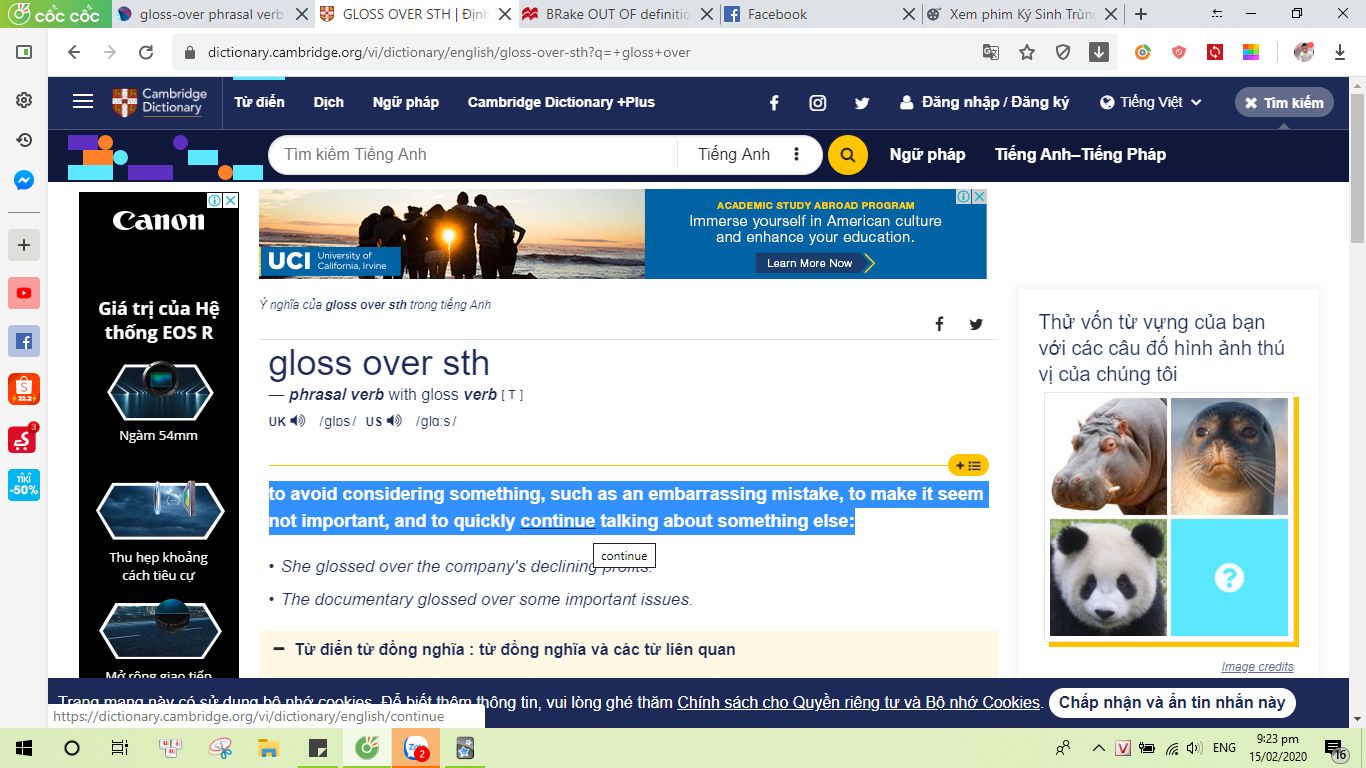 cốc cốc
gloss-over phrasal verb
GLOSS OVER STH | Địn
BRake OUT OF definitio
Facebook
Xem phim Ký Sinh Trùng
dictionary.cambridge.org/vi/dictionary/english/gloss-over-sth?q=+gloss+over
Cambridge
Dictionary
Từ điển
Dịch
Ngữ pháp
Cambridge Dictionary +Plus
Đăng nhập / Đăng ký
Tiếng Việt
Tìm kiếm
Tìm kiếm Tiếng Anh
Tiếng Anh
Ngữ pháp
Tiếng Anh–Tiếng Pháp
Canon
Giá trị của Hệ
thống EOS R
Ngàm 54mm
Thu hẹp khoảng
cách tiêu cự
Mở rộng giao tiếp
UCI University of
California, Irvine
ACADEMIC STUDY ABROAD PROGRAM
Immerse yourself in American culture
and enhance your education.
Learn More Now
Ý nghĩa của gloss over sth trong tiếng Anh
gloss over sth
— phrasal verb with gloss verb [ T ]
UK /ɡlɒs/ US /ɡlɑːs/
to avoid considering something, such as an embarrassing mistake, to make it seem
not important, and to quickly continue talking about something else:
continue
• She glossed over the company's declining profits.
• The documentary glossed over some important issues.
Từ điển từ đồng nghĩa : từ đồng nghĩa và các từ liên quan
Thử vốn từ vựng của bạn
với các câu đố hình ảnh thú
vị của chúng tôi
?
Image credits
22.2
3
TIKI
-50%
Trang mạng này có sử dụng bộ nhớ cookies. Để biết thêm thông tin, vui lòng ghé thăm Chính sách cho Quyền riêng tư và Bộ nhớ Cookies.
Chấp nhận và ẩn tin nhắn này
https://dictionary.cambridge.org/vi/dictionary/english/continue
Zalo
2
V
ENG
9:23 pm
15/02/2020
16